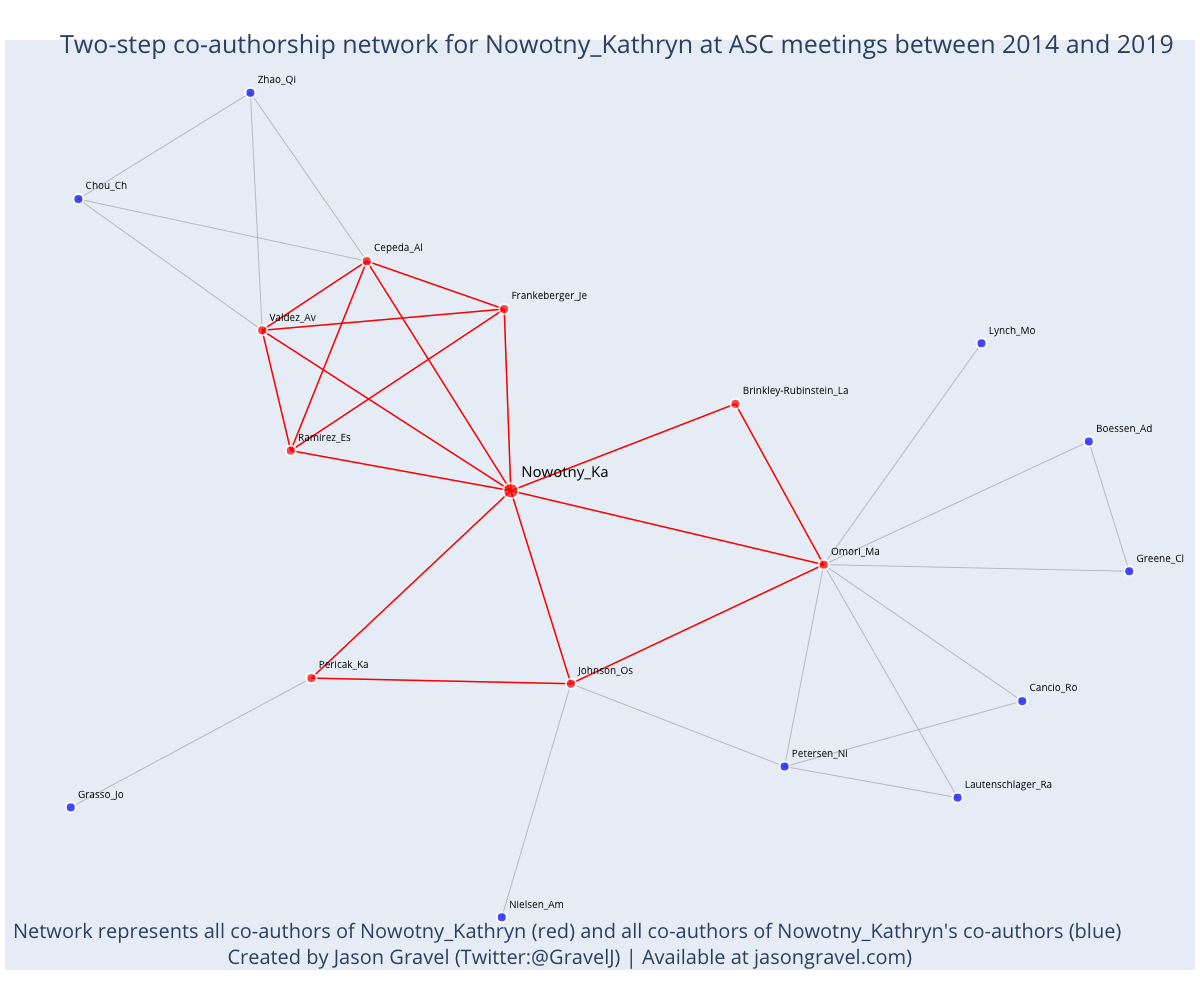 Two-step co-authorship network for Nowotny_Kathryn at ASC meetings between 2014 and 2019
Zhao_Qi
Chou_Ch
Cepeda_Al
Frankeberger_Je
Valdez_Av
Lynch_Mo
Brinkley-Rubinstein_La
Boessen_Ad
Ramirez_Es
Nowotny_Ka
Omori_Ma
Greene_Cl
Pericak_Ka
Johnson_Os
Cancio_Ro
Petersen_Ni
Lautenschlager_Ra
Grasso_Jo
Nielsen_Am
Network represents all co-authors of Nowotny_Kathryn (red) and all co-authors of Nowotny_Kathryn's co-authors (blue)
Created by Jason Gravel (Twitter:@GravelJ) | Available at jasongravel.com)